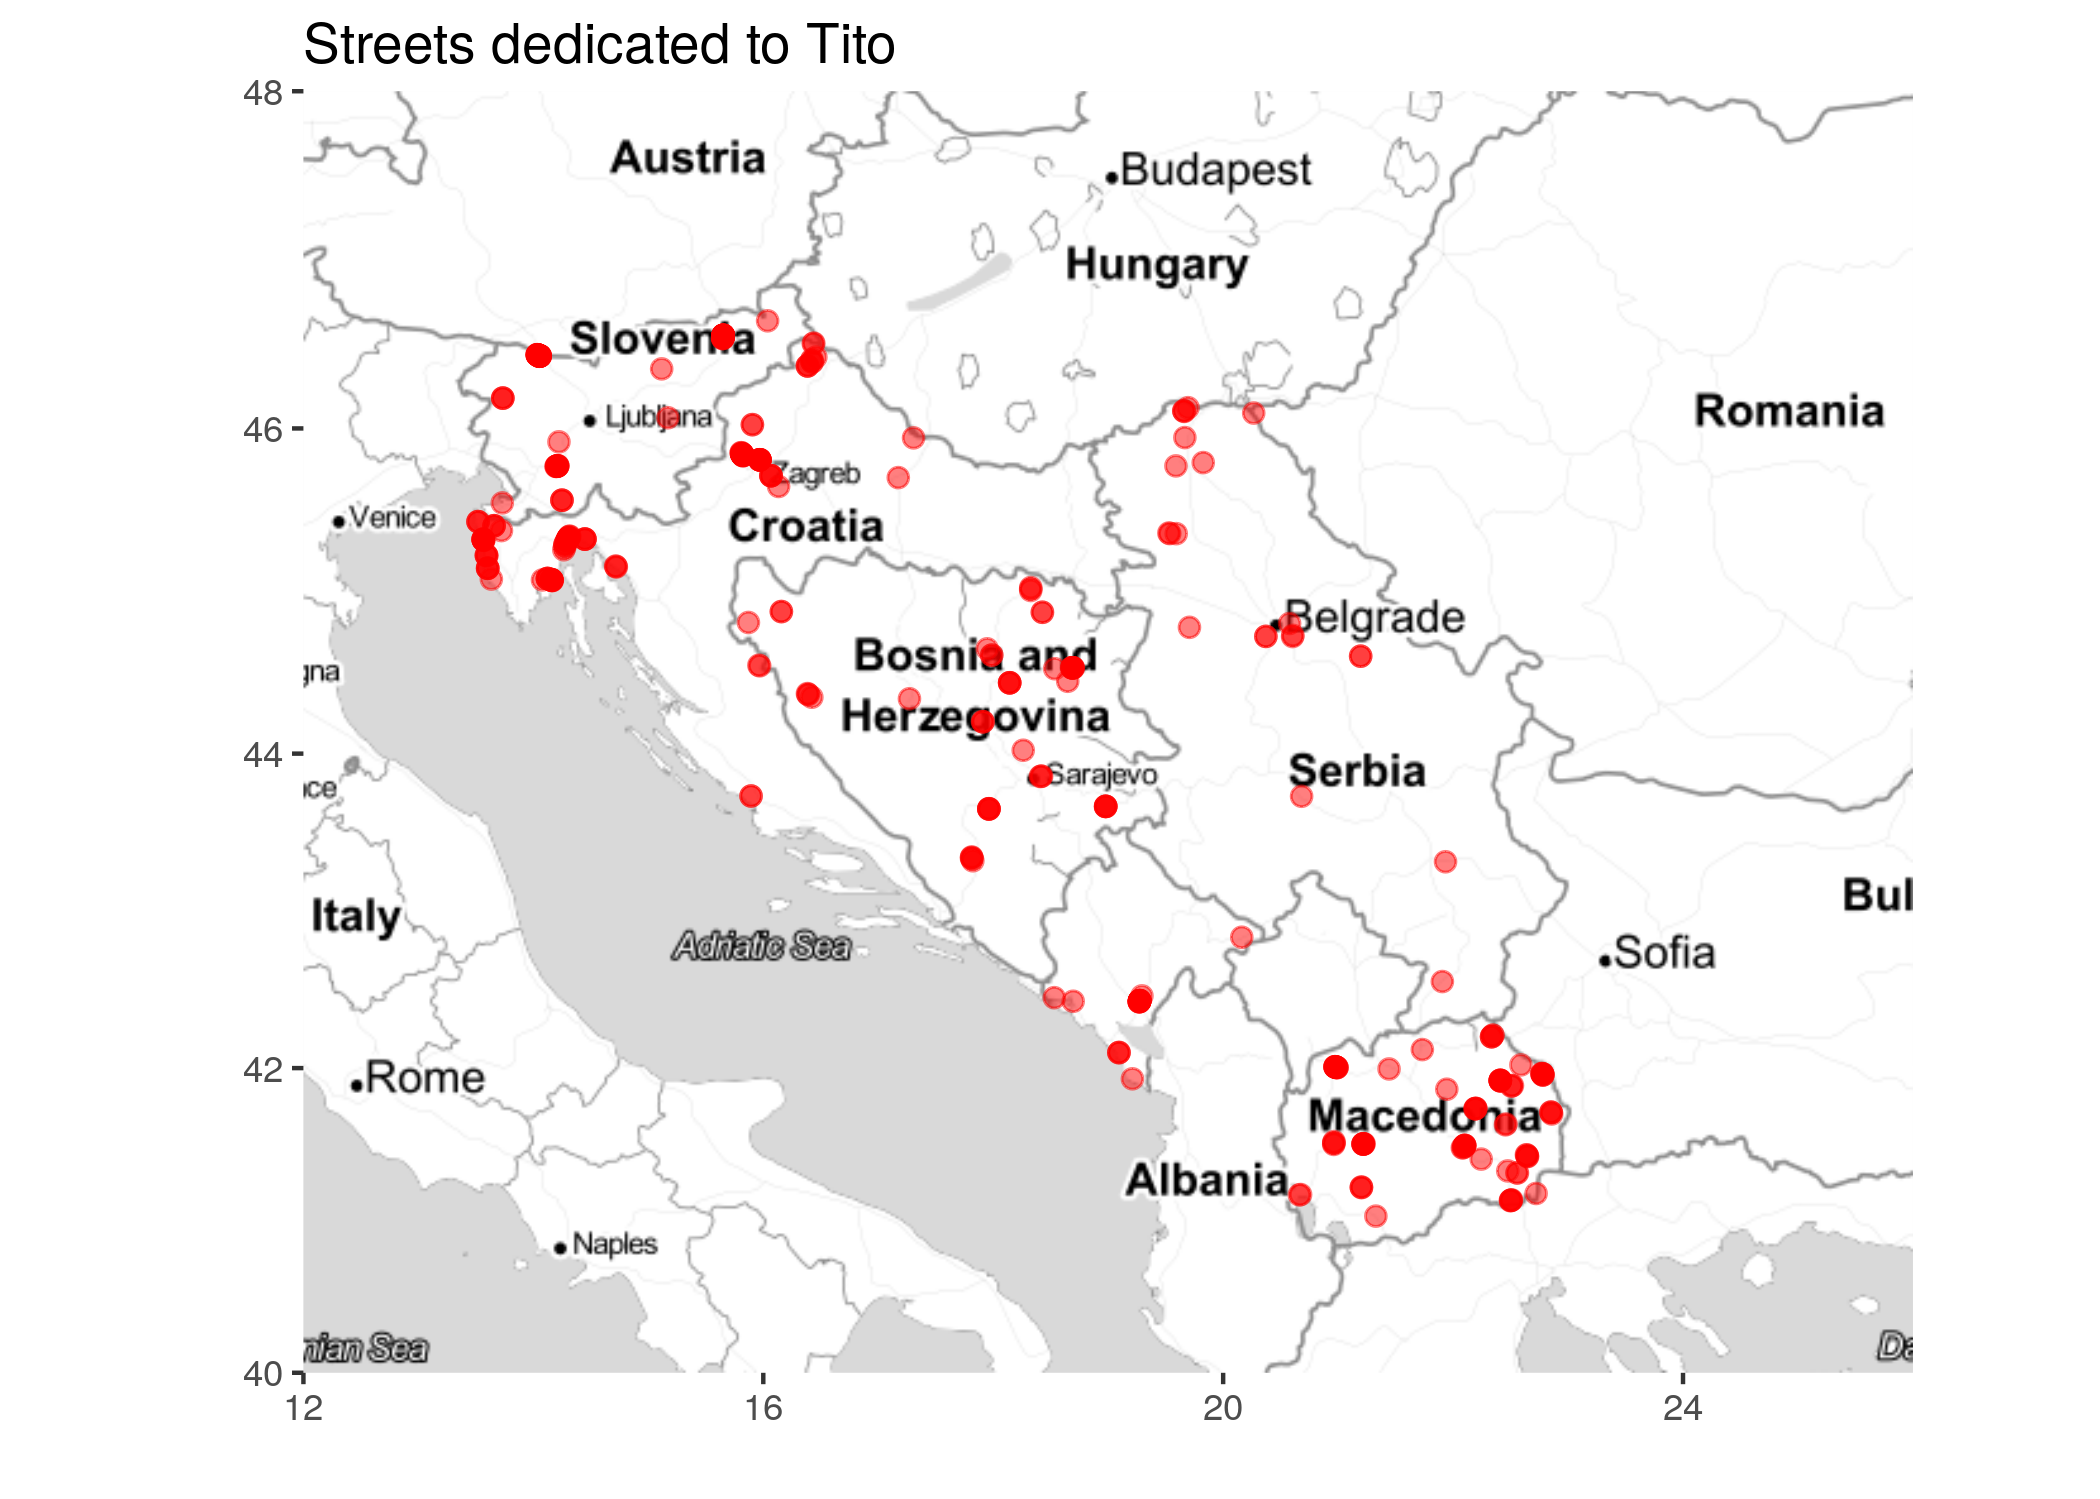 Streets dedicated to Tito
48
Austria
Budapest
Hungary
Slovenia
46
Ljubljana
Romania
Zagreb
Venice
Croatia
Belgrade
gna
Bosnia and
Herzegovina
44
Sarajevo
Serbia
Italy
Bul
Adriatic Sea
Sofia
42
Rome
Macedonia
Albania
Naples
nian Sea
Da
40
12
16
20
24